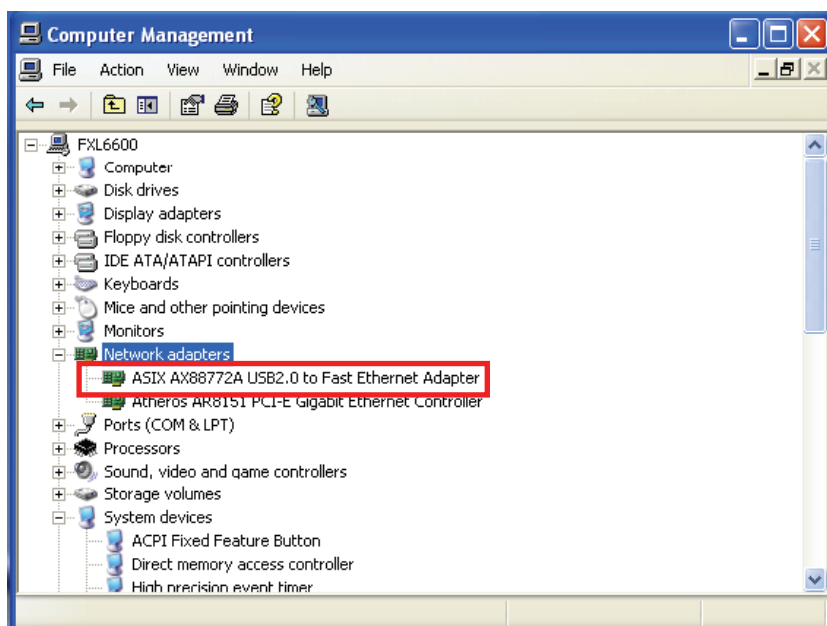 Computer Management
File Action View Window Help
FXL6600
Computer
Disk drives
Display adapters
Floppy disk controllers
IDE ATA/ATAPI controllers
Keyboards
Mice and other pointing devices
Monitors
Network adapters
ASIX AX88772A USB2.0 to Fast Ethernet Adapter
Atheros AR8151 PCI-E Gigabit Ethernet Controller
Ports (COM & LPT)
Processors
Sound, video and game controllers
Storage volumes
System devices
ACPI Fixed Feature Button
Direct memory access controller
High precision event timer